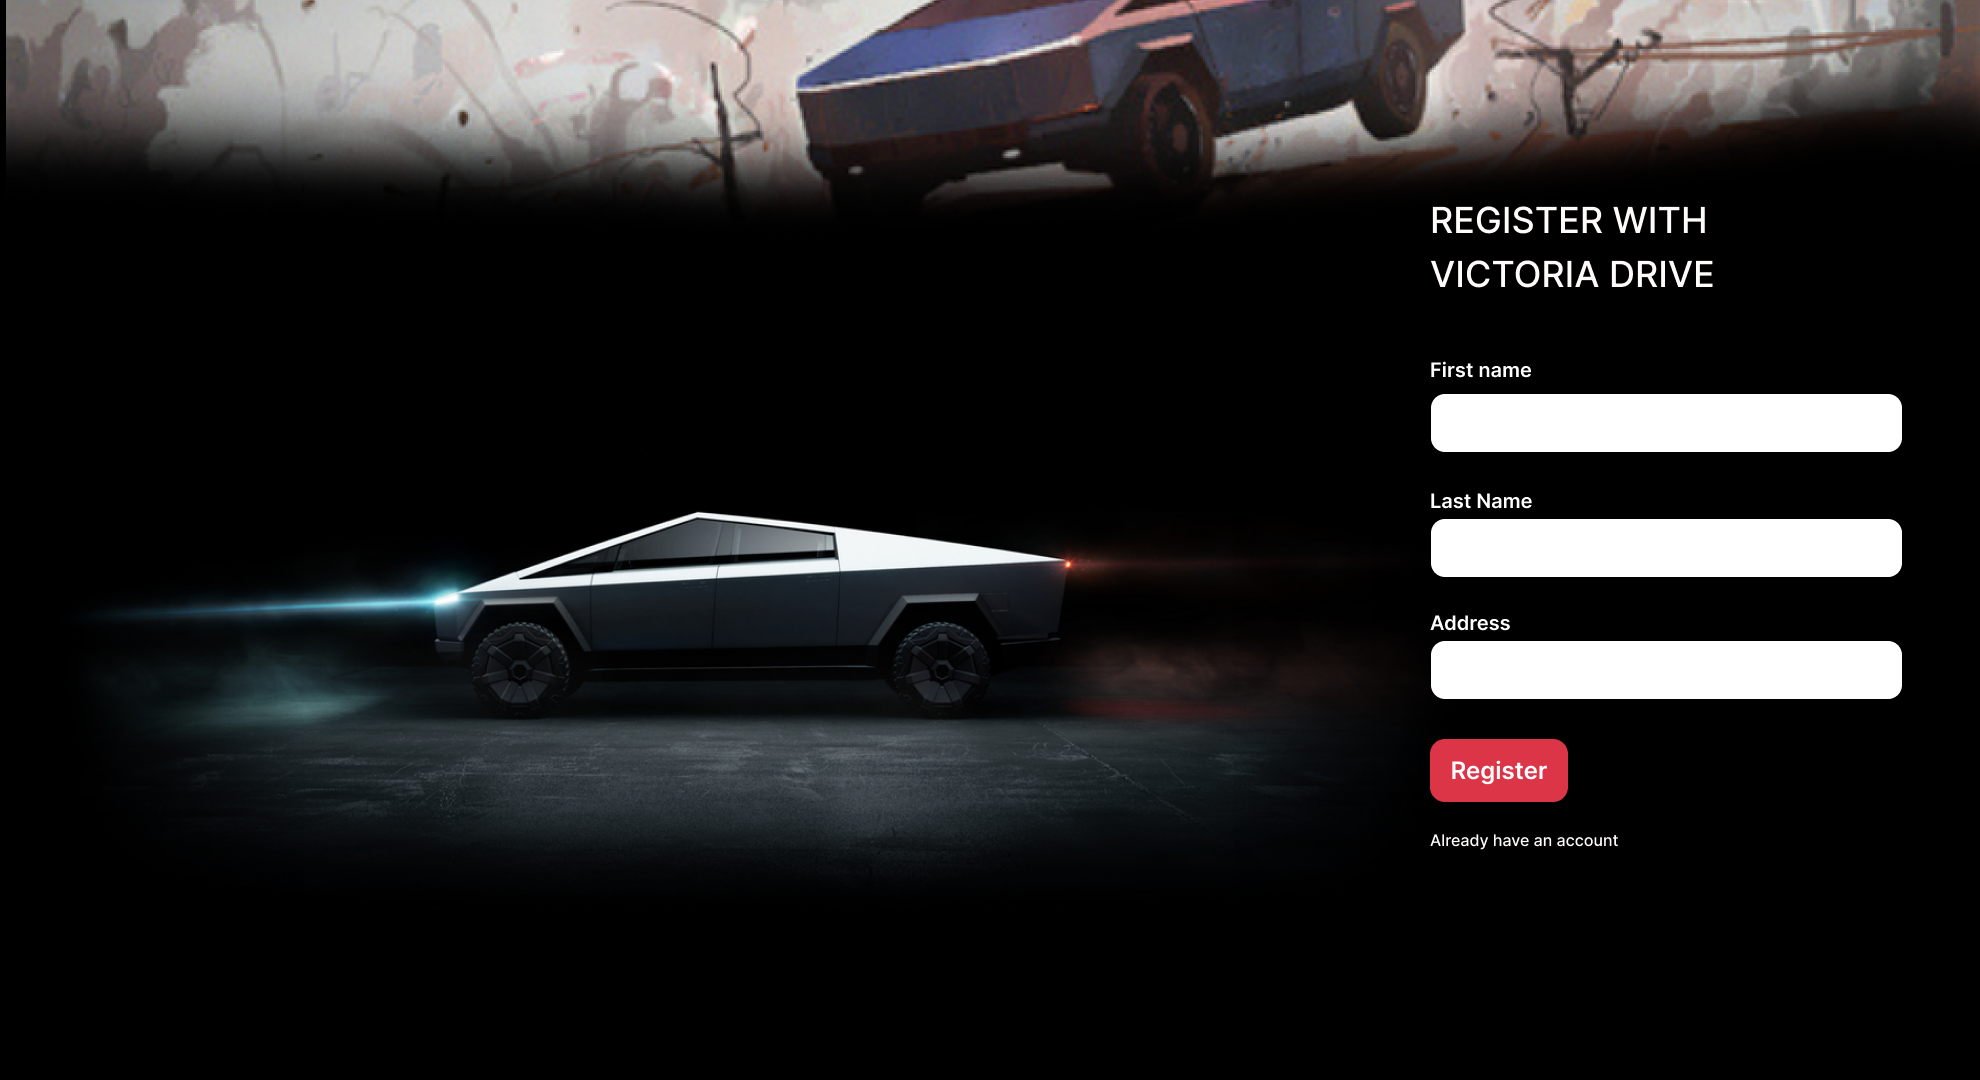 REGISTER WITH
VICTORIA DRIVE
First name
Last Name
Address
Register
Already have an account